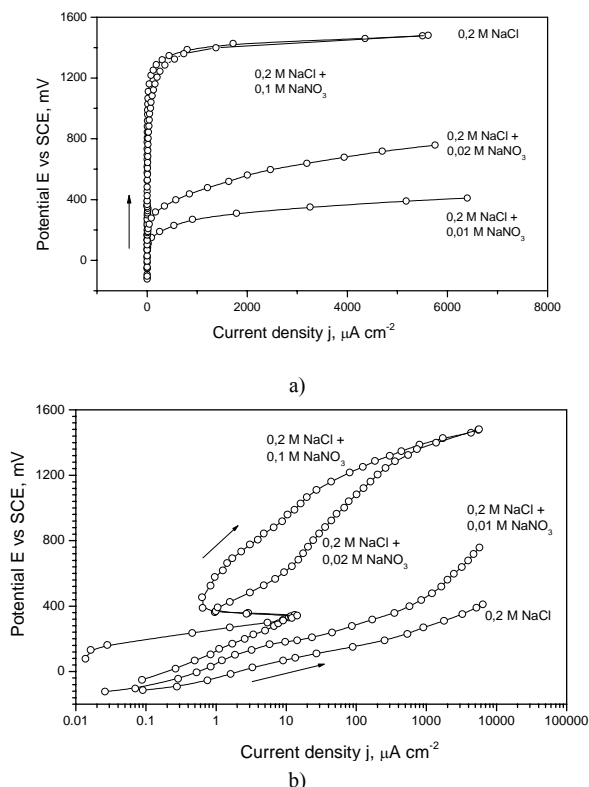 1600
1200
800
400
0
Potential E vs SCE, mV
0,2 M NaCl
0,2 M NaCl +
0,1 M NaNO3
0,2 M NaCl +
0,02 M NaNO3
0,2 M NaCl +
0,01 M NaNO3
0 2000 4000 6000 8000
Current density j, μA cm-2
a)
1600
1200
800
400
0
Potential E vs SCE, mV
0,2 M NaCl +
0,1 M NaNO3
0,2 M NaCl +
0,02 M NaNO3
0,2 M NaCl +
0,01 M NaNO3
0,2 M NaCl
0.01 0.1 1 10 100 1000 10000 100000
Current density j, μA cm-2
b)